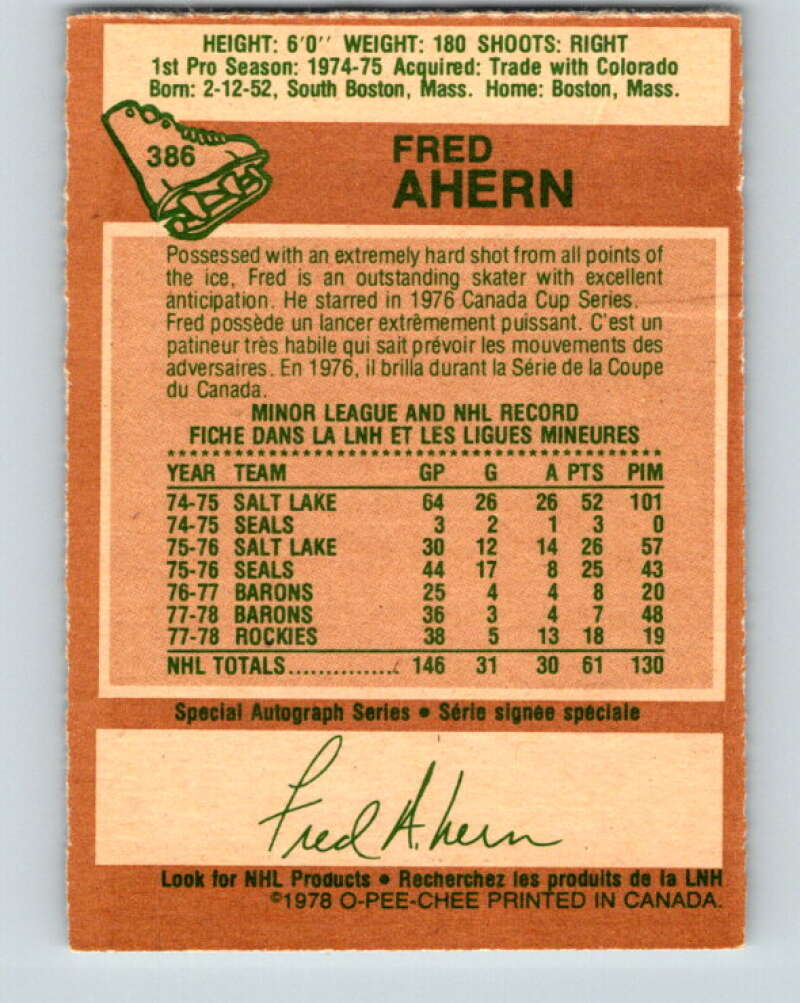 HEIGHT: 6'0'' WEIGHT: 180 SHOOTS: RIGHT
1st Pro Season: 1974-75 Acquired: Trade with Colorado
Born: 2-12-52, South Boston, Mass. Home: Boston, Mass.
386
FRED
AHERN
Possessed with an extremely hard shot from all points of
the ice, Fred is an outstanding skater with excellent
anticipation. He starred in 1976 Canada Cup Series.
Fred possède un lancer extrêmement puissant. C'est un
patineur très habile qui sait prévoir les mouvements des
adversaires. En 1976, il brilla durant la Série de la Coupe
du Canada.
MINOR LEAGUE AND NHL RECORD
FICHE DANS LA LNH ET LES LIGUES MINEURES
YEAR TEAM GP G A PTS PIM
74-75 SALT LAKE 64 26 26 52 101
74-75 SEALS 3 2 1 3 0
75-76 SALT LAKE 30 12 14 26 57
75-76 SEALS 44 17 8 25 43
76-77 BARONS 25 4 4 8 20
77-78 BARONS 36 3 4 7 48
77-78 ROCKIES 38 5 13 18 19
NHL TOTALS............... 146 31 30 61 130
Special Autograph Series • Série signée spéciale
Fred Ahern
Look for NHL Products • Recherchez les produits de la LNH
©1978 O-PEE-CHEE PRINTED IN CANADA.